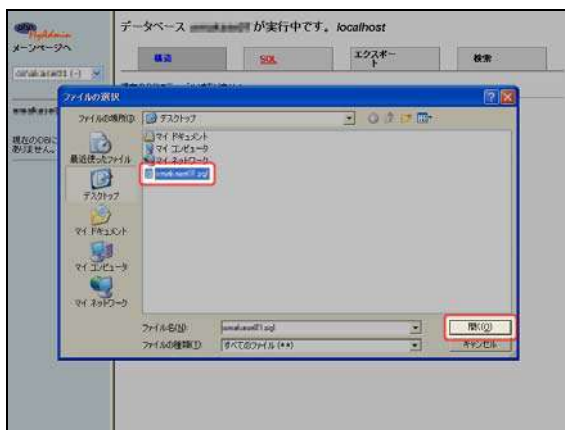 データベース が実行中です。 localhost
メインページへ
構造 SQL エクスポート 検索
ファイルの選択
ファイルの場所(I): デスクトップ
最近使ったファイル
デスクトップ
マイ ドキュメント
マイ コンピュータ
マイ ネットワーク
マイ ドキュメント
マイ コンピュータ
マイ ネットワーク
ファイル名(N): 開く(O)
ファイルの種類(T): すべてのファイル (*.*) キャンセル